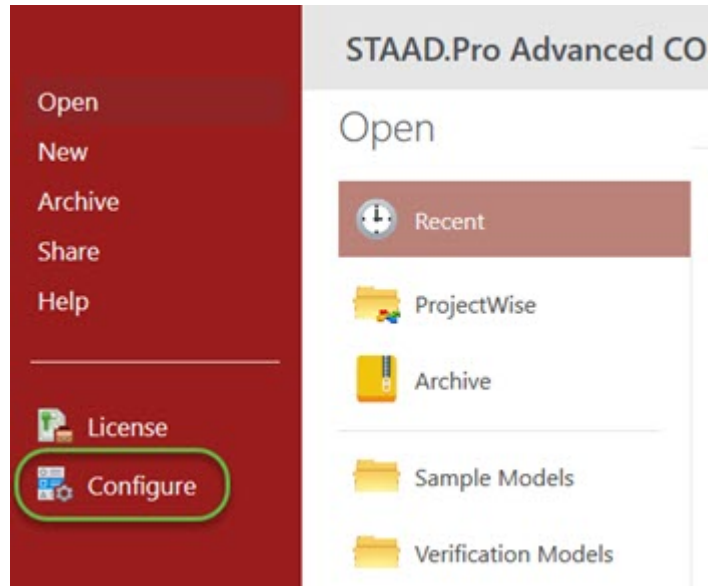 STAAD.Pro Advanced CO
Open
New
Archive
Share
Help
License
Configure
Open
Recent
ProjectWise
Archive
Sample Models
Verification Models